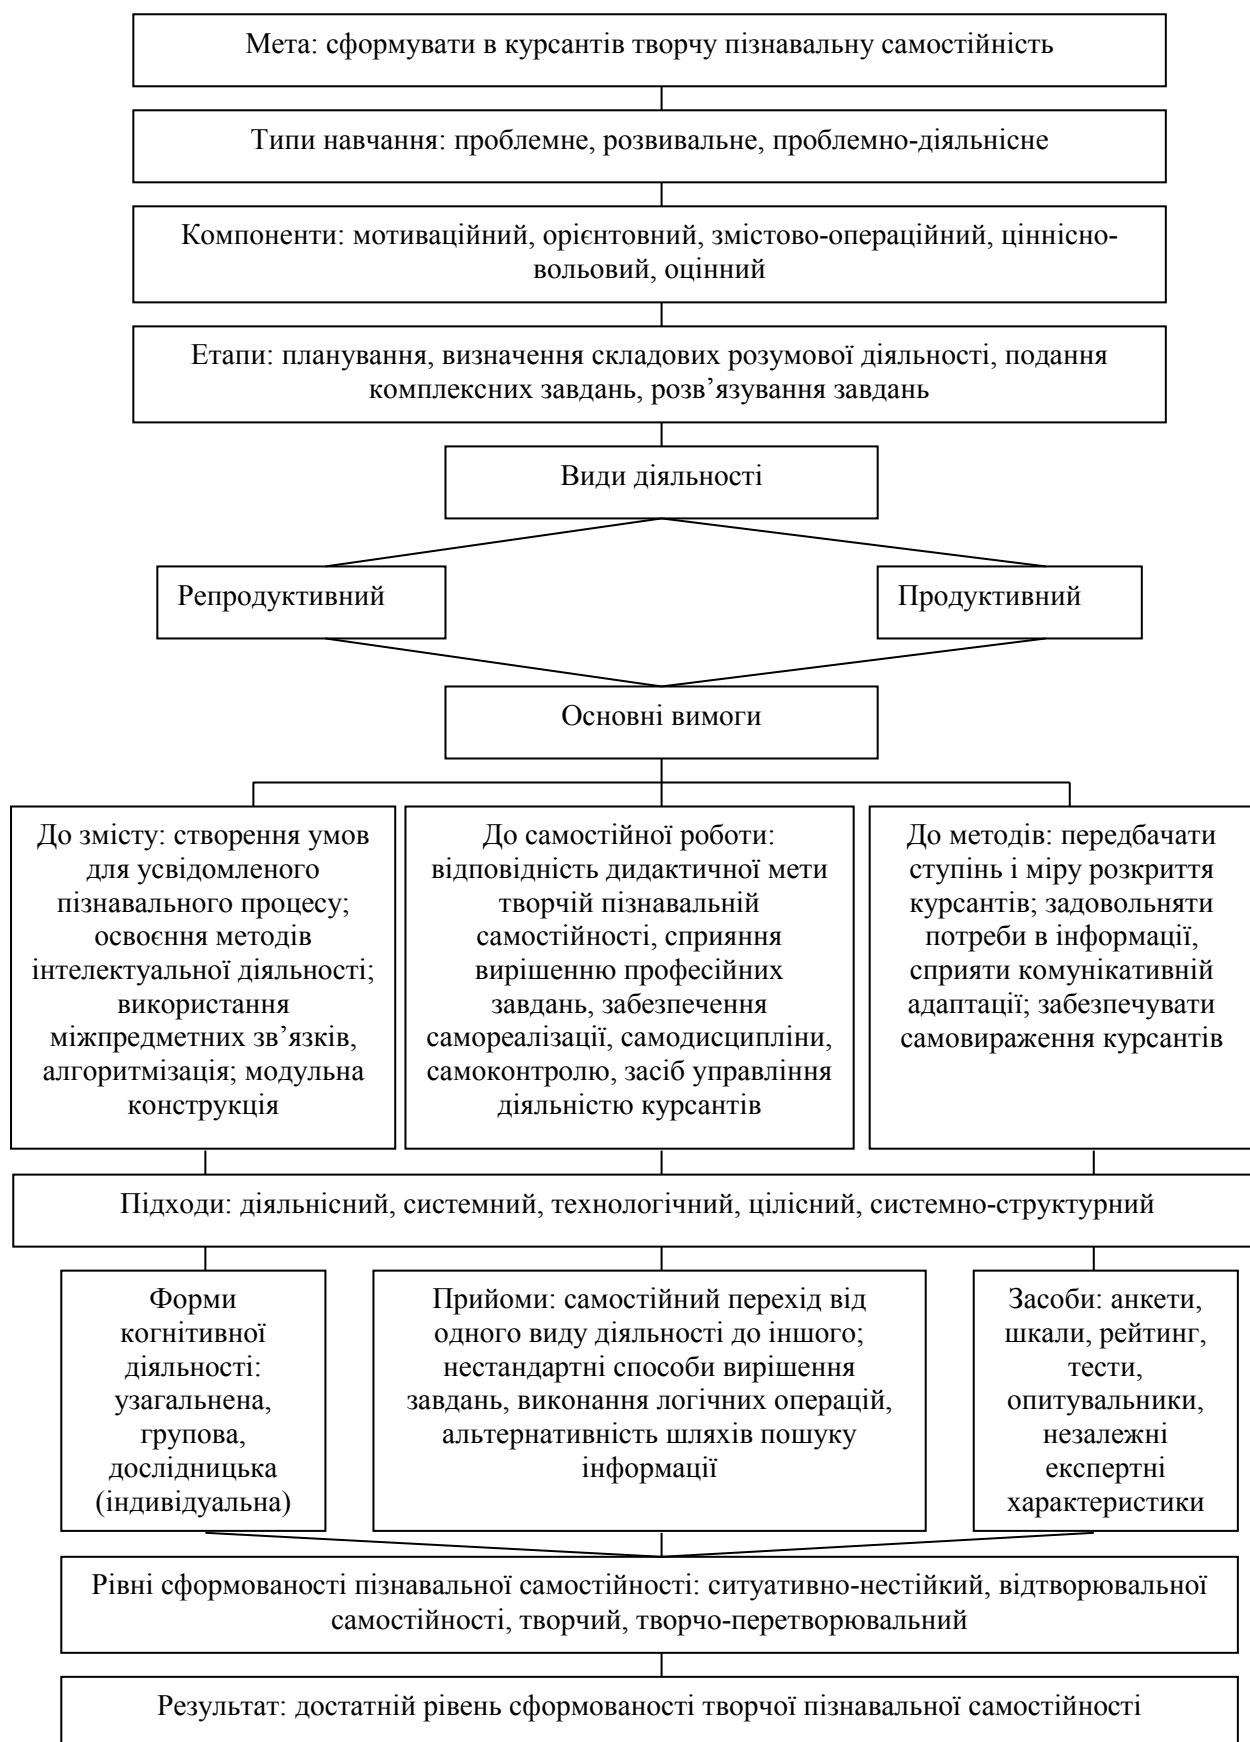 Мета: сформувати в курсантів творчу пізнавальну самостійність
Типи навчання: проблемне, розвивальне, проблемно-діяльнісне
Компоненти: мотиваційний, орієнтовний, змістово-операційний, ціннісно-
вольовий, оцінний
Етапи: планування, визначення складових розумової діяльності, подання
комплексних завдань, розв’язування завдань
Види діяльності
Репродуктивний
Продуктивний
Основні вимоги
До змісту: створення умов
для усвідомленого
пізнавального процесу;
освоєння методів
інтелектуальної діяльності;
використання
міжпредметних зв’язків,
алгоритмізація; модульна
конструкція
До самостійної роботи:
відповідність дидактичної мети
творчій пізнавальній
самостійності, сприяння
вирішенню професійних
завдань, забезпечення
самореалізації, самодисципліни,
самоконтролю, засіб управління
діяльністю курсантів
До методів: передбачати
ступінь і міру розкриття
курсантів; задовольняти
потреби в інформації,
сприяти комунікативній
адаптації; забезпечувати
самовираження курсантів
Підходи: діяльнісний, системний, технологічний, цілісний, системно-структурний
Форми
когнітивної
діяльності:
узагальнена,
групова,
дослідницька
(індивідуальна)
Прийоми: самостійний перехід від
одного виду діяльності до іншого;
нестандартні способи вирішення
завдань, виконання логічних операцій,
альтернативність шляхів пошуку
інформації
Засоби: анкети,
шкали, рейтинг,
тести,
опитувальники,
незалежні
експертні
характеристики
Рівні сформованості пізнавальної самостійності: ситуативно-нестійкий, відтворювальної
самостійності, творчий, творчо-перетворювальний
Результат: достатній рівень сформованості творчої пізнавальної самостійності